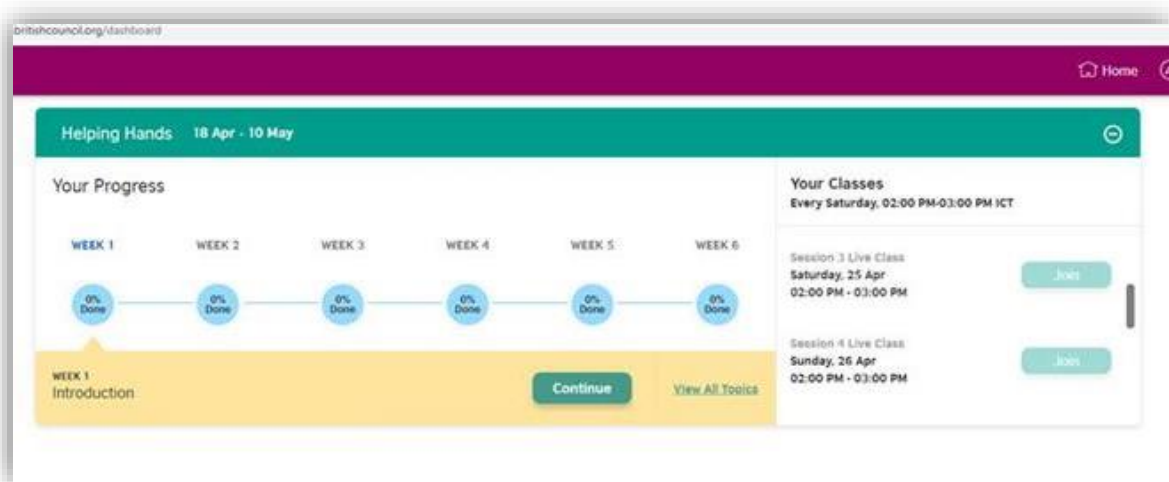 britishcouncil.org/dashboard
Home
Helping Hands 18 Apr - 10 May
Your Progress
WEEK 1 WEEK 2 WEEK 3 WEEK 4 WEEK 5 WEEK 6
0% Done 0% Done 0% Done 0% Done 0% Done 0% Done
WEEK 1
Introduction
Continue
View All Topics
Your Classes
Every Saturday, 02:00 PM-03:00 PM ICT
Session 3 Live Class
Saturday, 25 Apr
02:00 PM - 03:00 PM
Join
Session 4 Live Class
Sunday, 26 Apr
02:00 PM - 03:00 PM
Join